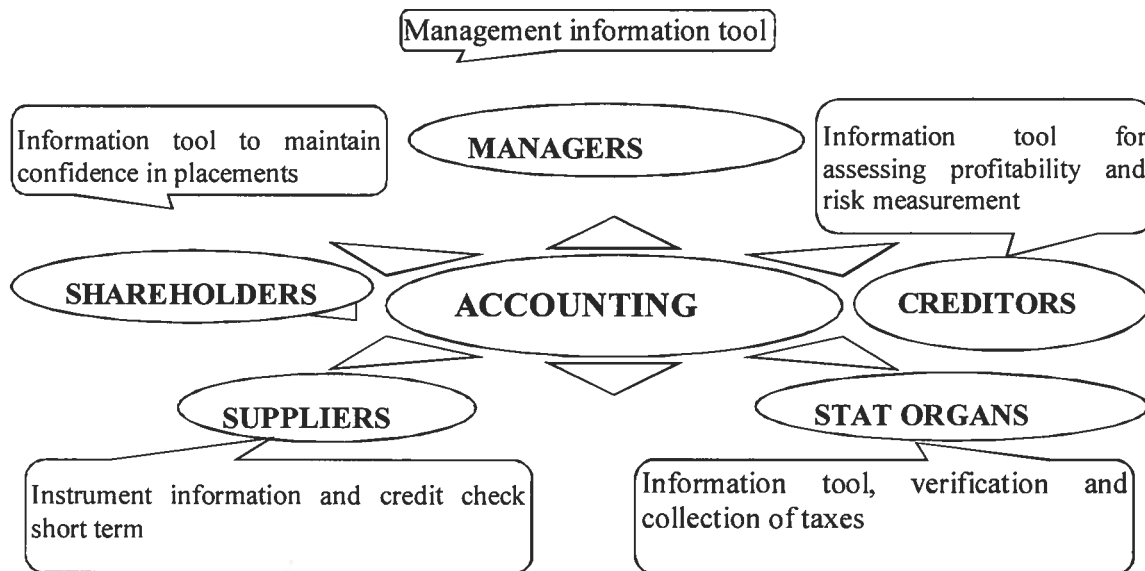 Management information tool
MANAGERS
Information tool to maintain
confidence in placements
Information tool for
assessing profitability and
risk measurement
SHAREHOLDERS
ACCOUNTING
CREDITORS
SUPPLIERS
STAT ORGANS
Instrument information and credit check
short term
Information tool, verification and
collection of taxes